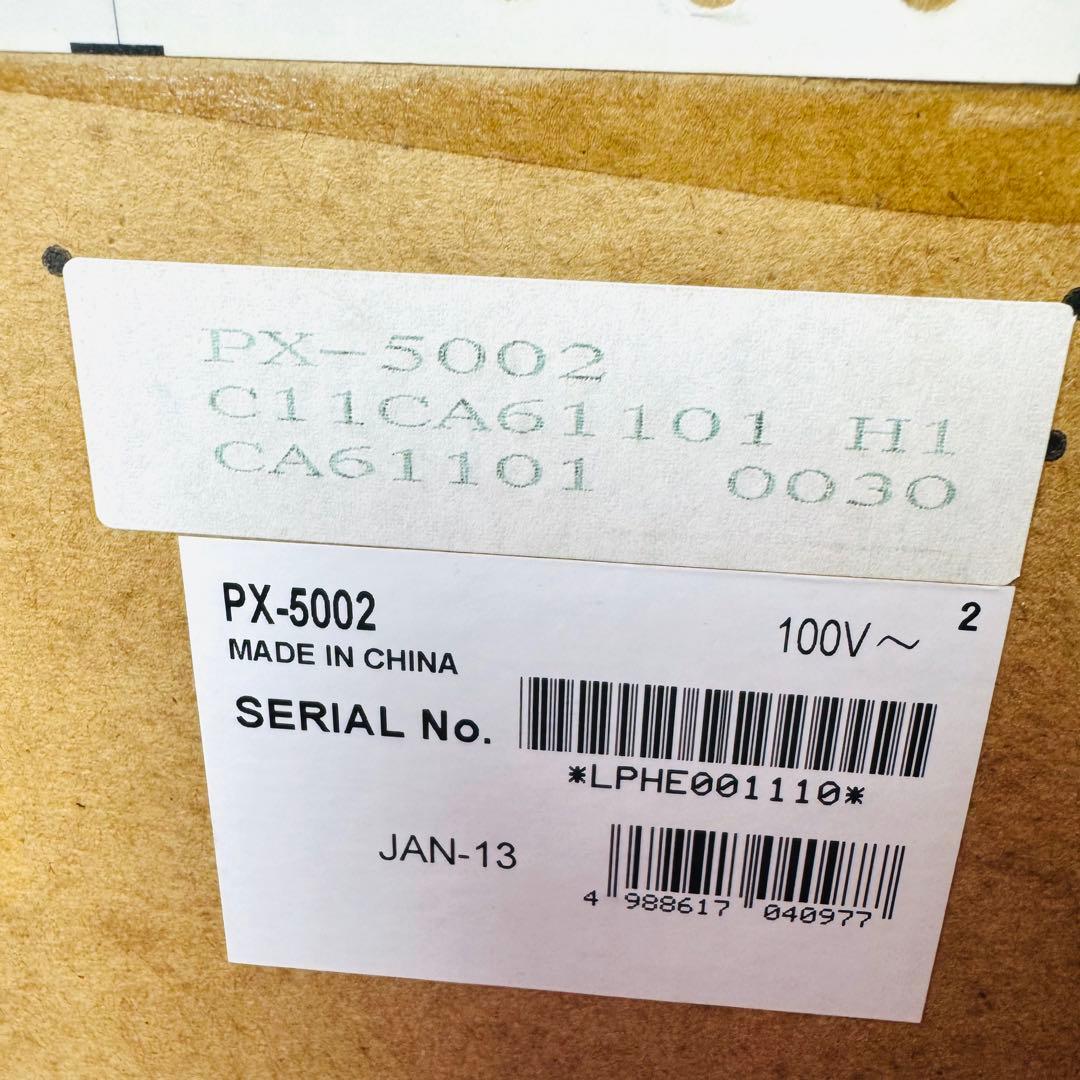 PX-5002
C11CA61101 H1
CA61101 0030
PX-5002
100V~ 2
MADE IN CHINA
SERIAL No.
*LPHE001110*
JAN-13
4 988617 040977